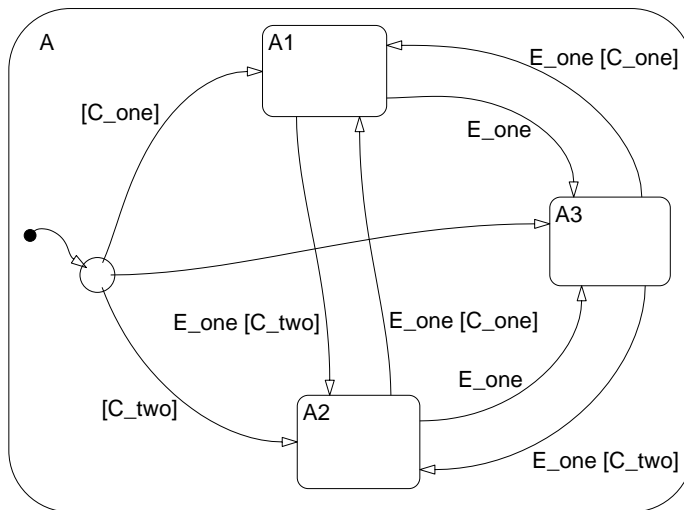 A
A1
E_one [C_one]
[C_one]
E_one
A3
E_one [C_two]
E_one [C_one]
E_one
[C_two]
A2
E_one [C_two]